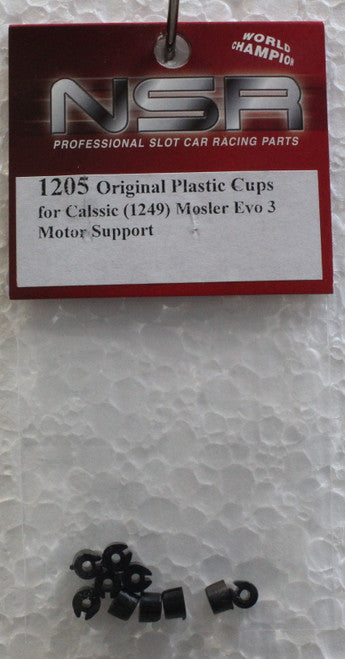 WORLD
CHAMPION
NSR
PROFESSIONAL SLOT CAR RACING PARTS
1205 Original Plastic Cups
for Calssic (1249) Mosler Evo 3
Motor Support